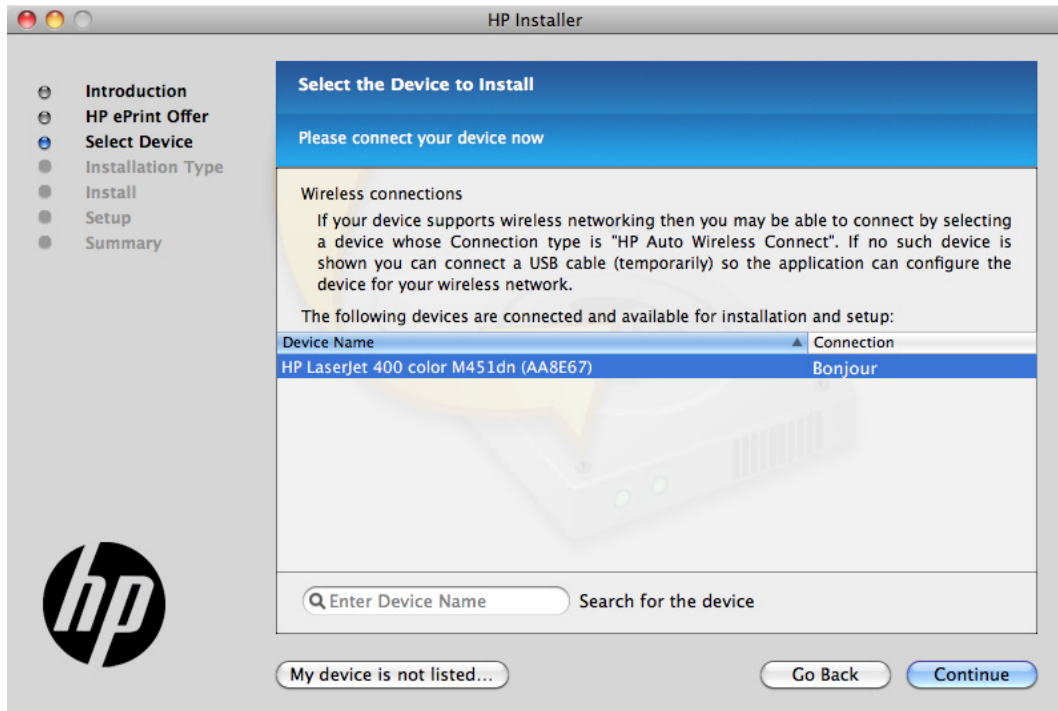 HP Installer
Introduction
HP ePrint Offer
Select Device
Installation Type
Install
Setup
Summary
Select the Device to Install
Please connect your device now
Wireless connections
If your device supports wireless networking then you may be able to connect by selecting
a device whose Connection type is "HP Auto Wireless Connect". If no such device is
shown you can connect a USB cable (temporarily) so the application can configure the
device for your wireless network.
The following devices are connected and available for installation and setup:
Device Name Connection
HP LaserJet 400 color M451dn (AA8E67) Bonjour
Enter Device Name Search for the device
hp
My device is not listed... Go Back Continue